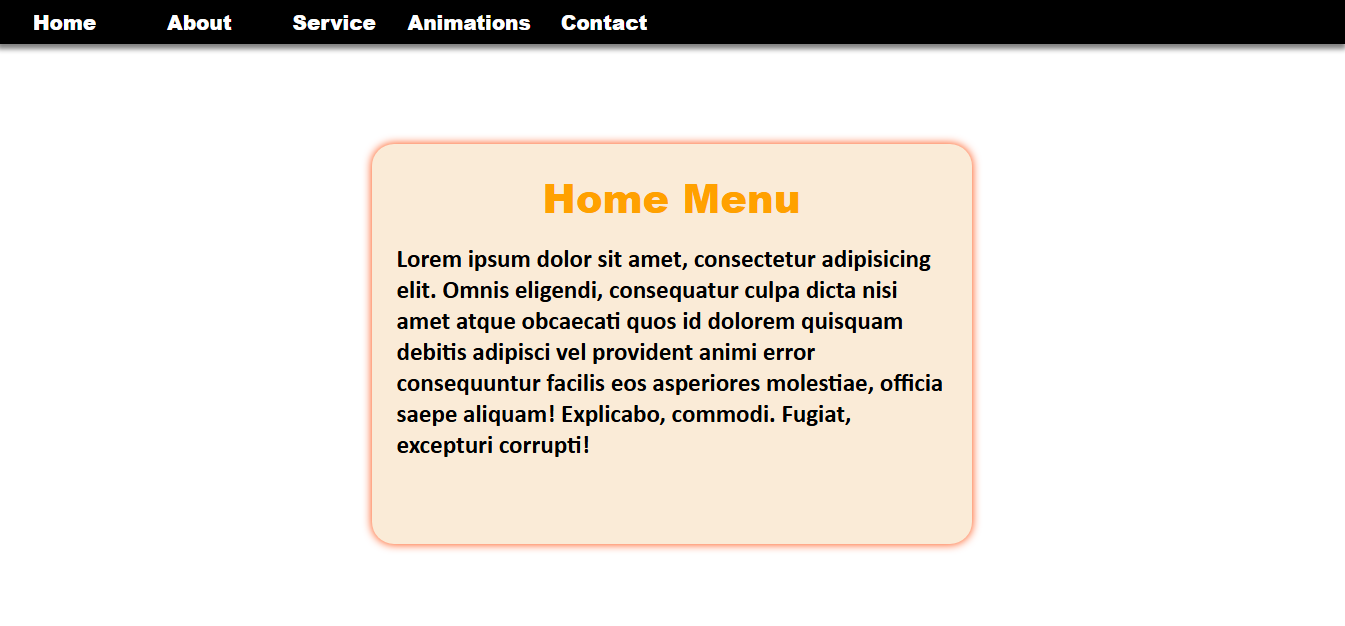 Home About Service Animations Contact
Home Menu
Lorem ipsum dolor sit amet, consectetur adipisicing
elit. Omnis eligendi, consequatur culpa dicta nisi
amet atque obcaecati quos id dolorem quisquam
debitis adipisci vel provident animi error
consequuntur facilis eos asperiores molestiae, officia
saepe aliquam! Explicabo, commodi. Fugiat,
excepturi corrupti!